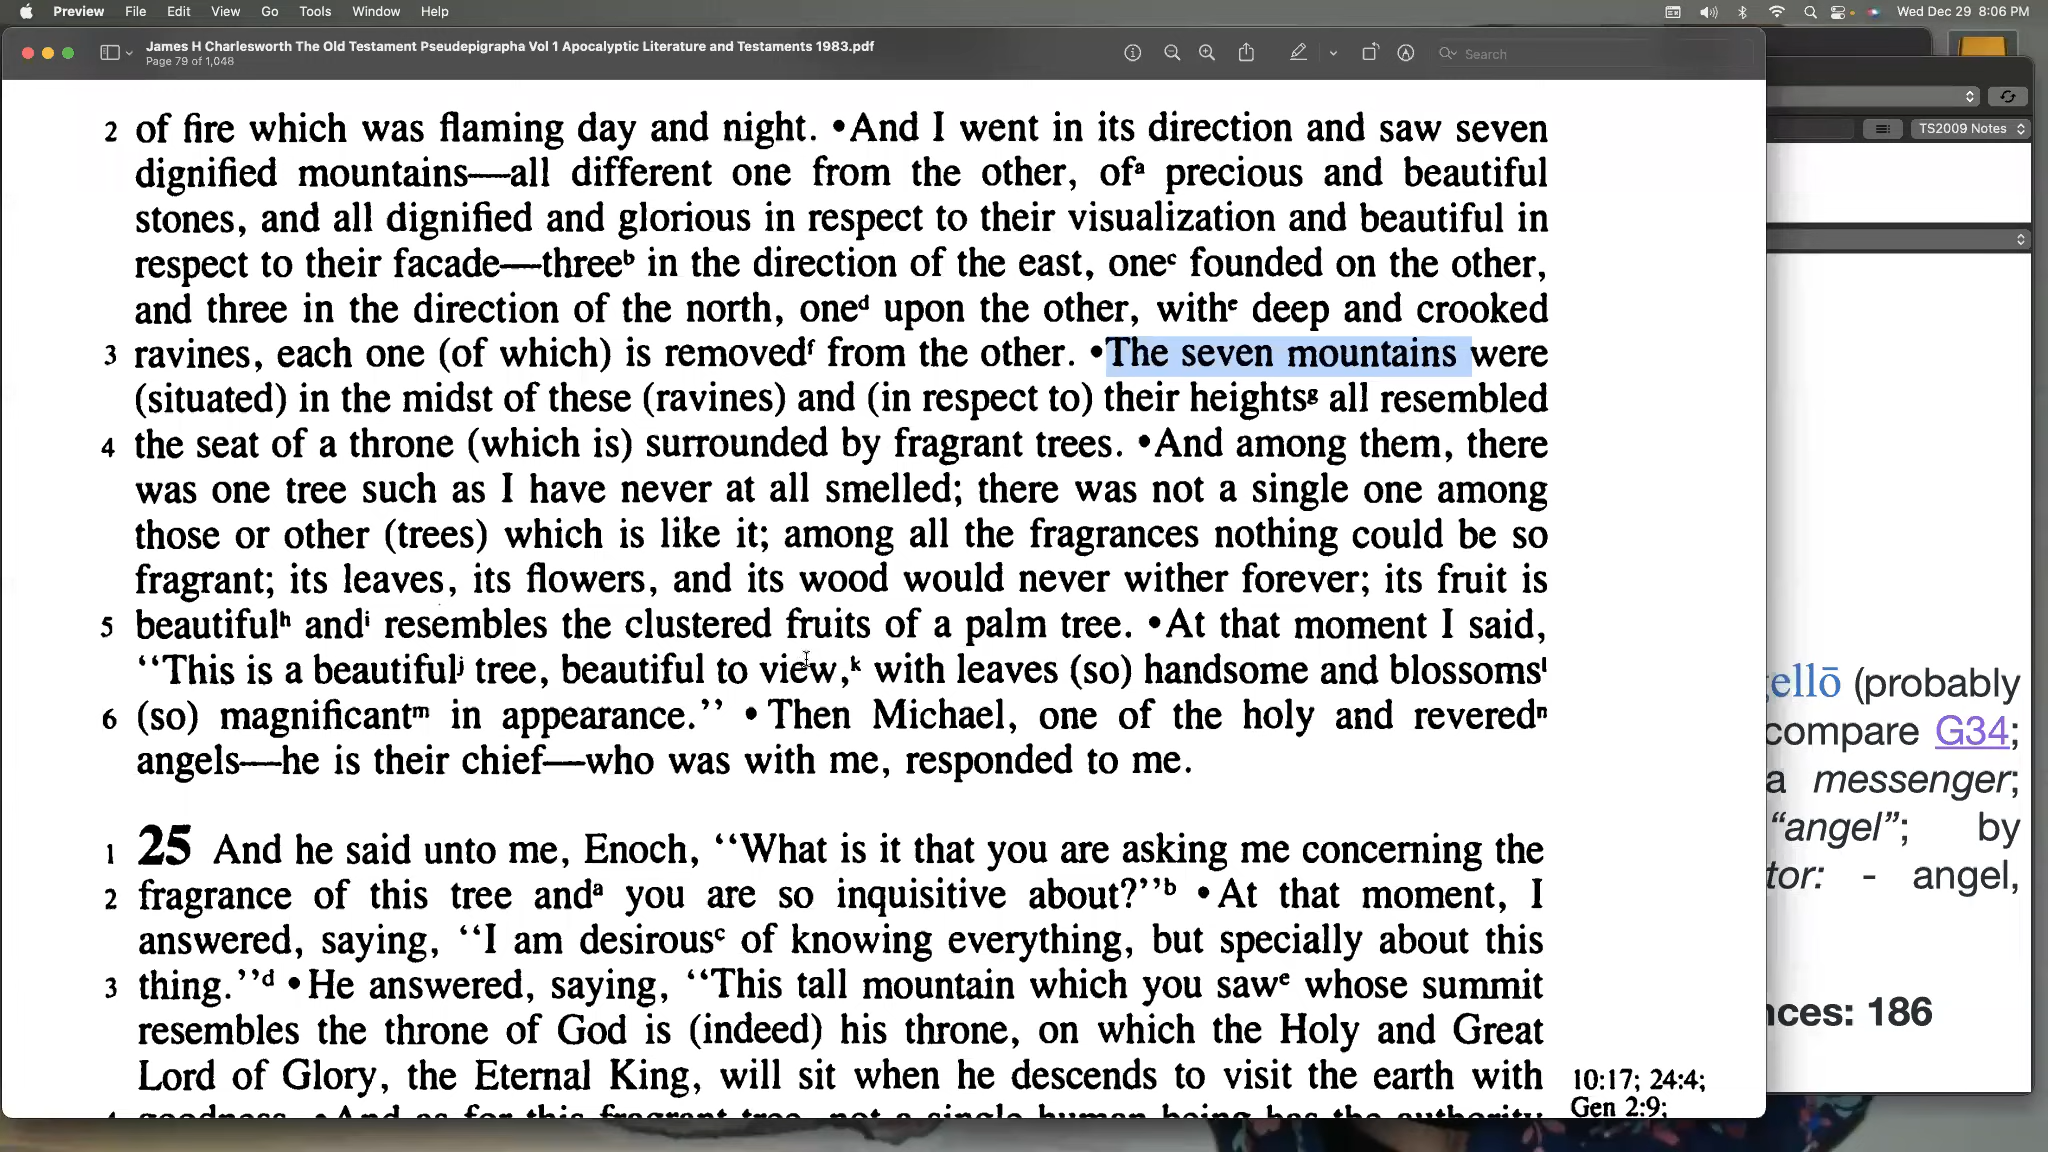 Preview File Edit View Go Tools Window Help Wed Dec 29 8:06 PM
James H Charlesworth The Old Testament Pseudepigrapha Vol 1 Apocalyptic Literature and Testaments 1983.pdf
Page 79 of 1,048
Search
2 of fire which was flaming day and night. •And I went in its direction and saw seven
dignified mountains—all different one from the other, ofᵃ precious and beautiful
stones, and all dignified and glorious in respect to their visualization and beautiful in
respect to their facade—threeᵇ in the direction of the east, oneᶜ founded on the other,
and three in the direction of the north, oneᵈ upon the other, withᵉ deep and crooked
3 ravines, each one (of which) is removedᶠ from the other. •The seven mountains were
(situated) in the midst of these (ravines) and (in respect to) their heightsᵍ all resembled
4 the seat of a throne (which is) surrounded by fragrant trees. •And among them, there
was one tree such as I have never at all smelled; there was not a single one among
those or other (trees) which is like it; among all the fragrances nothing could be so
fragrant; its leaves, its flowers, and its wood would never wither forever; its fruit is
5 beautifulʰ andⁱ resembles the clustered fruits of a palm tree. •At that moment I said,
‘‘This is a beautifulʲ tree, beautiful to view,ᵏ with leaves (so) handsome and blossomsˡ
6 (so) magnificantᵐ in appearance.’’ •Then Michael, one of the holy and reveredⁿ
angels—he is their chief—who was with me, responded to me.
1 25 And he said unto me, Enoch, ‘‘What is it that you are asking me concerning the
2 fragrance of this tree andᵃ you are so inquisitive about?’’ᵇ •At that moment, I
answered, saying, ‘‘I am desirousᶜ of knowing everything, but specially about this
3 thing.’’ᵈ •He answered, saying, ‘‘This tall mountain which you sawᵉ whose summit
resembles the throne of God is (indeed) his throne, on which the Holy and Great
Lord of Glory, the Eternal King, will sit when he descends to visit the earth with
10:17; 24:4;
4 goodness. •And as for this fragrant tree, not a single human being has the authority
Gen 2:9;
TS2009 Notes
ellō (probably
compare G34;
a messenger;
“angel”; by
tor: - angel,
nces: 186